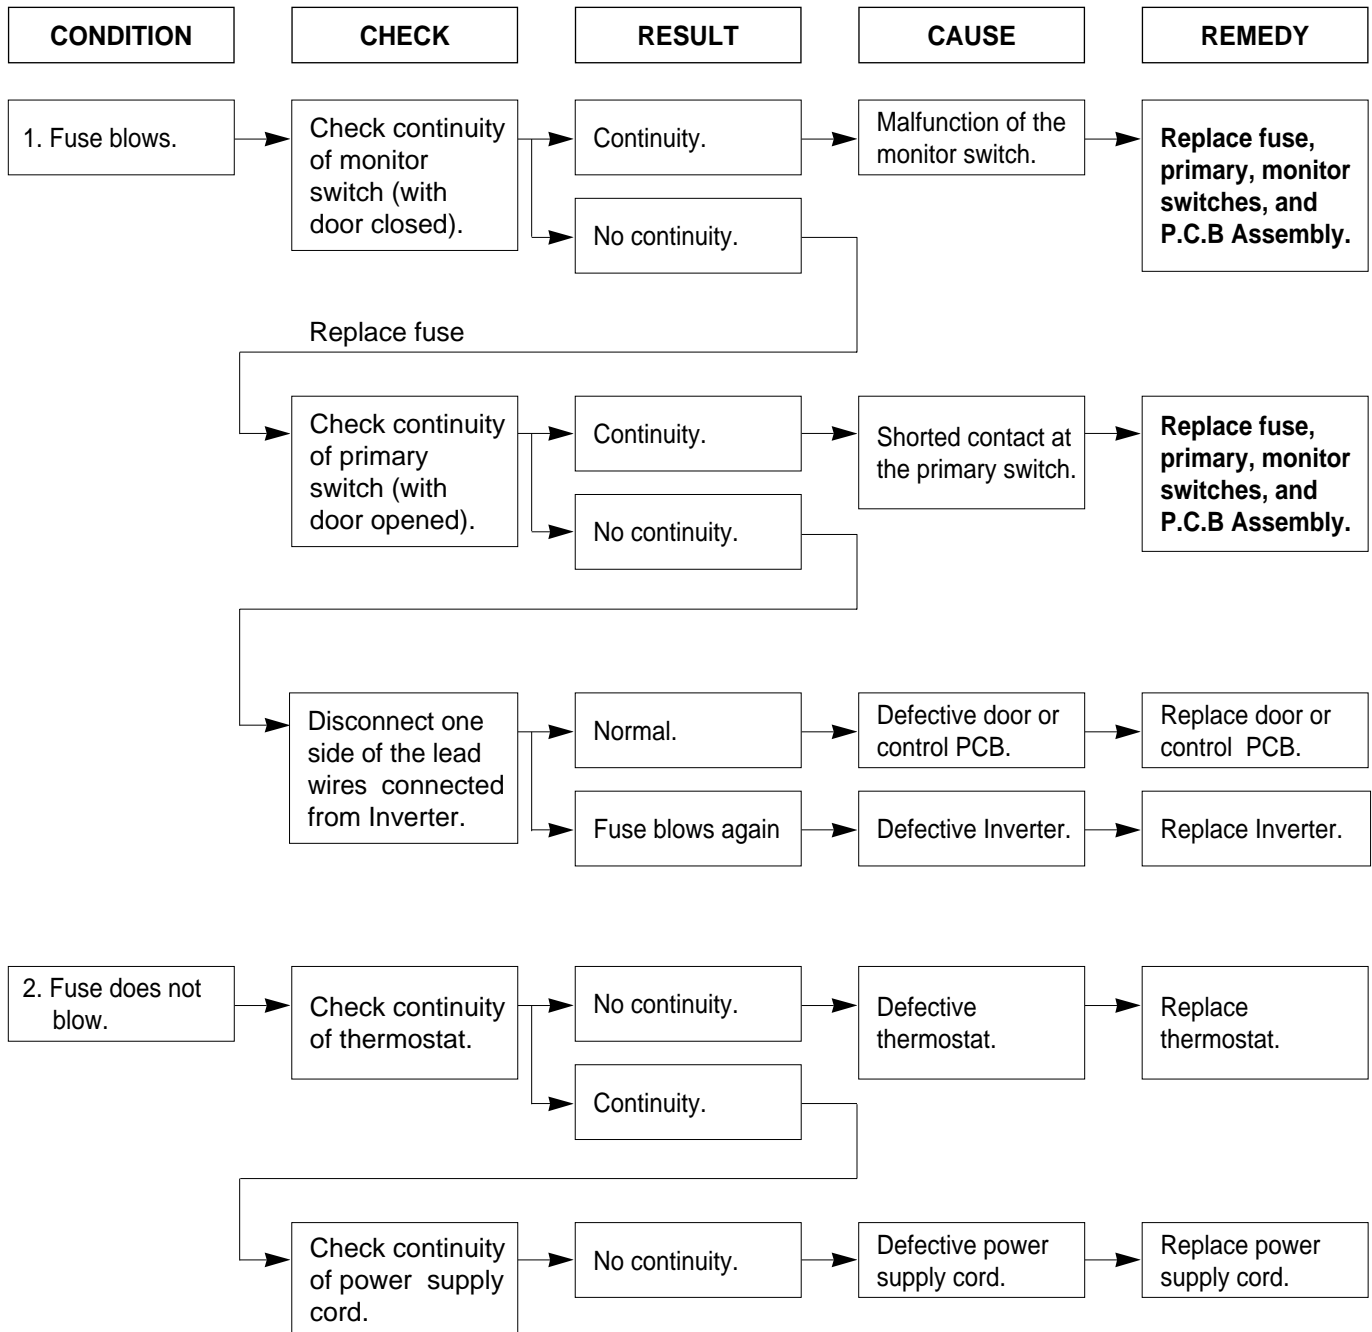 CONDITION
CHECK
RESULT
CAUSE
REMEDY
1. Fuse blows.
Check continuity
of monitor
switch (with
door closed).
Continuity.
Malfunction of the
monitor switch.
Replace fuse,
primary, monitor
switches, and
P.C.B Assembly.
No continuity.
Replace fuse
Check continuity
of primary
switch (with
door opened).
Continuity.
Shorted contact at
the primary switch.
Replace fuse,
primary, monitor
switches, and
P.C.B Assembly.
No continuity.
Disconnect one
side of the lead
wires connected
from Inverter.
Normal.
Defective door or
control PCB.
Replace door or
control PCB.
Fuse blows again
Defective Inverter.
Replace Inverter.
2. Fuse does not
blow.
Check continuity
of thermostat.
No continuity.
Defective
thermostat.
Replace
thermostat.
Continuity.
Check continuity
of power supply
cord.
No continuity.
Defective power
supply cord.
Replace power
supply cord.